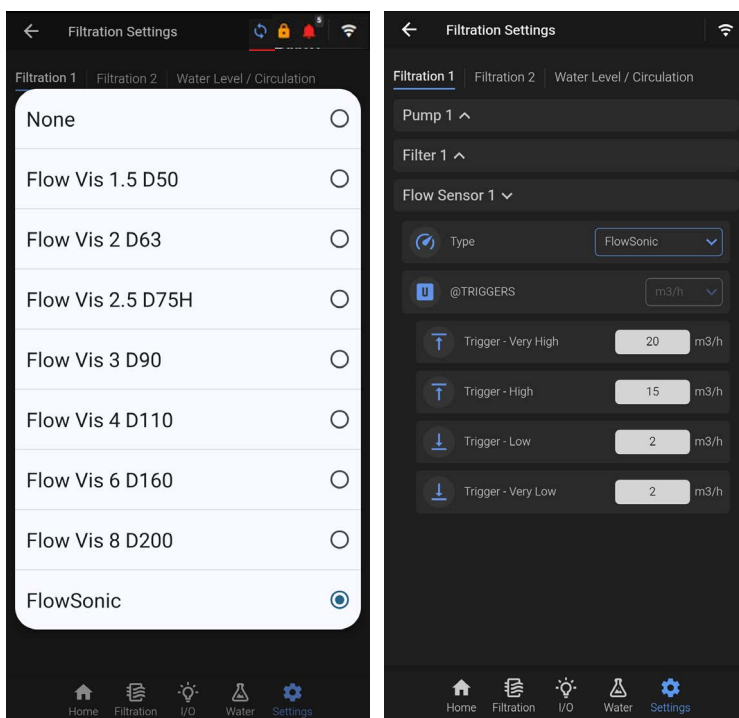 Filtration Settings
5
Filtration 1 Filtration 2 Water Level / Circulation
None
Flow Vis 1.5 D50
Flow Vis 2 D63
Flow Vis 2.5 D75H
Flow Vis 3 D90
Flow Vis 4 D110
Flow Vis 6 D160
Flow Vis 8 D200
FlowSonic
Home Filtration I/O Water Settings
Filtration Settings
Filtration 1 Filtration 2 Water Level / Circulation
Pump 1
Filter 1
Flow Sensor 1
Type FlowSonic
U @TRIGGERS m3/h
Trigger - Very High 20 m3/h
Trigger - High 15 m3/h
Trigger - Low 2 m3/h
Trigger - Very Low 2 m3/h
Home Filtration I/O Water Settings